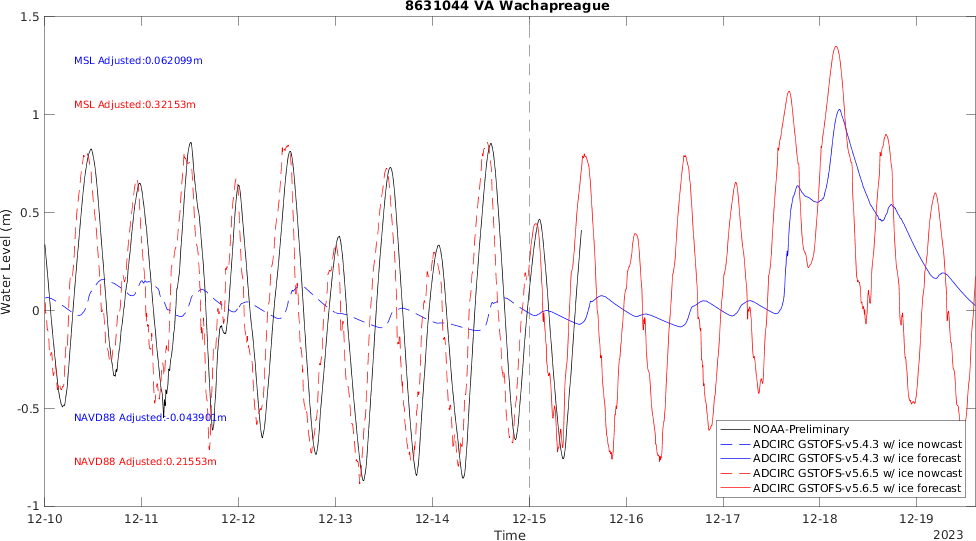 8631044 VA Wachapreague
1.5
1
0.5
0
-0.5
-1
Water Level (m)
MSL Adjusted:0.062099m
MSL Adjusted:0.32153m
NAVD88 Adjusted:-0.043901m
NAVD88 Adjusted:0.21553m
NOAA-Preliminary
ADCIRC GSTOFS-v5.4.3 w/ ice nowcast
ADCIRC GSTOFS-v5.4.3 w/ ice forecast
ADCIRC GSTOFS-v5.6.5 w/ ice nowcast
ADCIRC GSTOFS-v5.6.5 w/ ice forecast
12-10 12-11 12-12 12-13 12-14 12-15 12-16 12-17 12-18 12-19
Time
2023